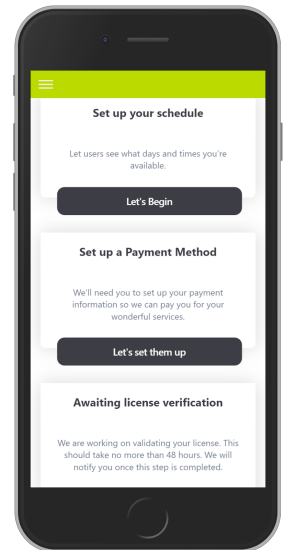 Set up your schedule
Let users see what days and times you're
available.
Let's Begin
Set up a Payment Method
We'll need you to set up your payment
information so we can pay you for your
wonderful services.
Let's set them up
Awaiting license verification
We are working on validating your license. This
should take no more than 48 hours. We will
notify you once this step is completed.